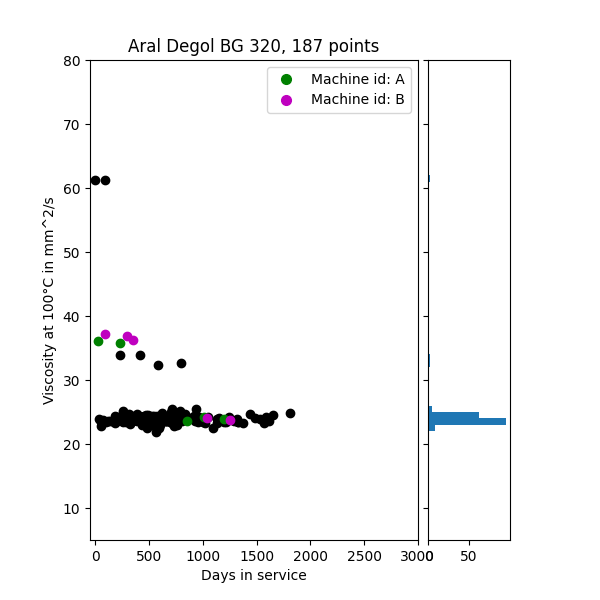 Aral Degol BG 320, 187 points
Machine id: A
Machine id: B
Viscosity at 100°C in mm^2/s
80
70
60
50
40
30
20
10
0 500 1000 1500 2000 2500 3000
0 50
Days in service